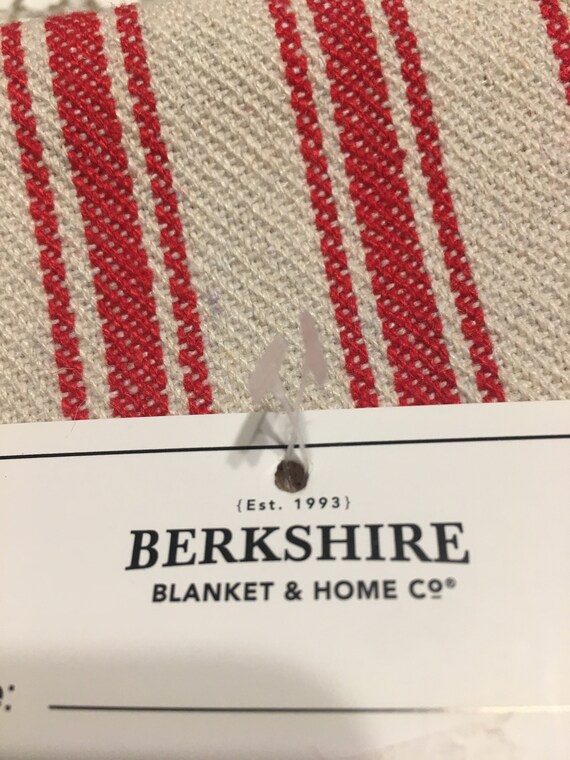 {Est. 1993}
BERKSHIRE
BLANKET & HOME Cº®